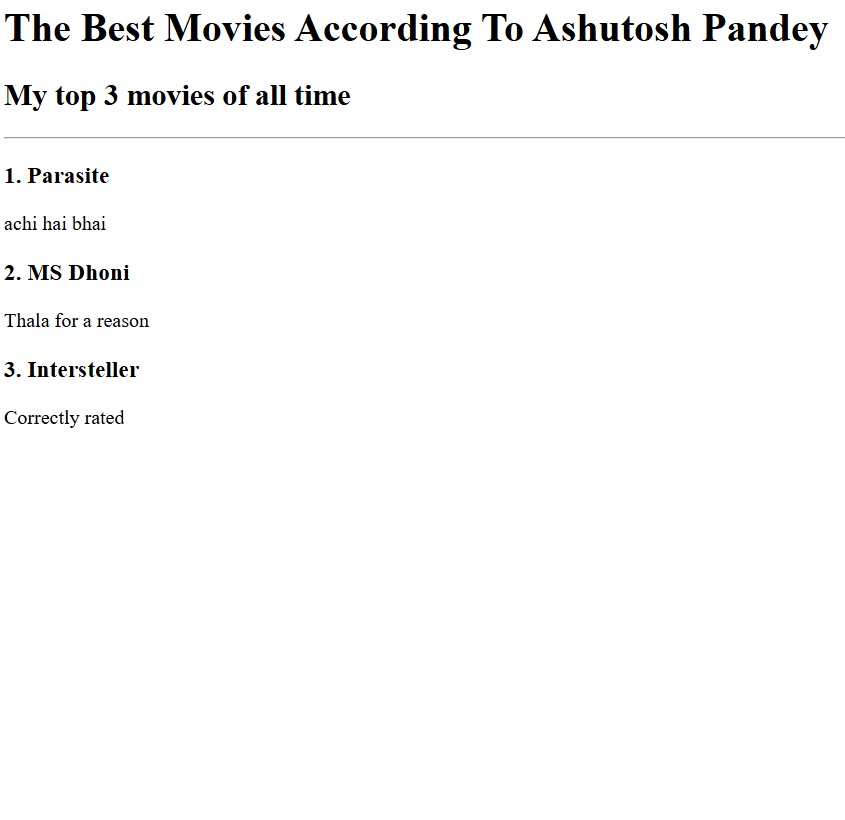 The Best Movies According To Ashutosh Pandey
My top 3 movies of all time
1. Parasite
achi hai bhai
2. MS Dhoni
Thala for a reason
3. Intersteller
Correctly rated